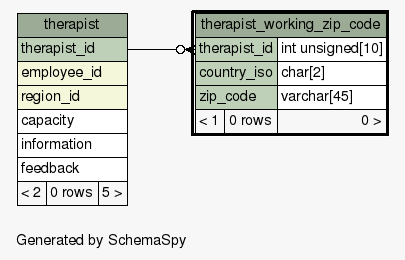 therapist
therapist_id
employee_id
region_id
capacity
information
feedback
< 2 0 rows 5 >
therapist_working_zip_code
therapist_id int unsigned[10]
country_iso char[2]
zip_code varchar[45]
< 1 0 rows 0 >
Generated by SchemaSpy